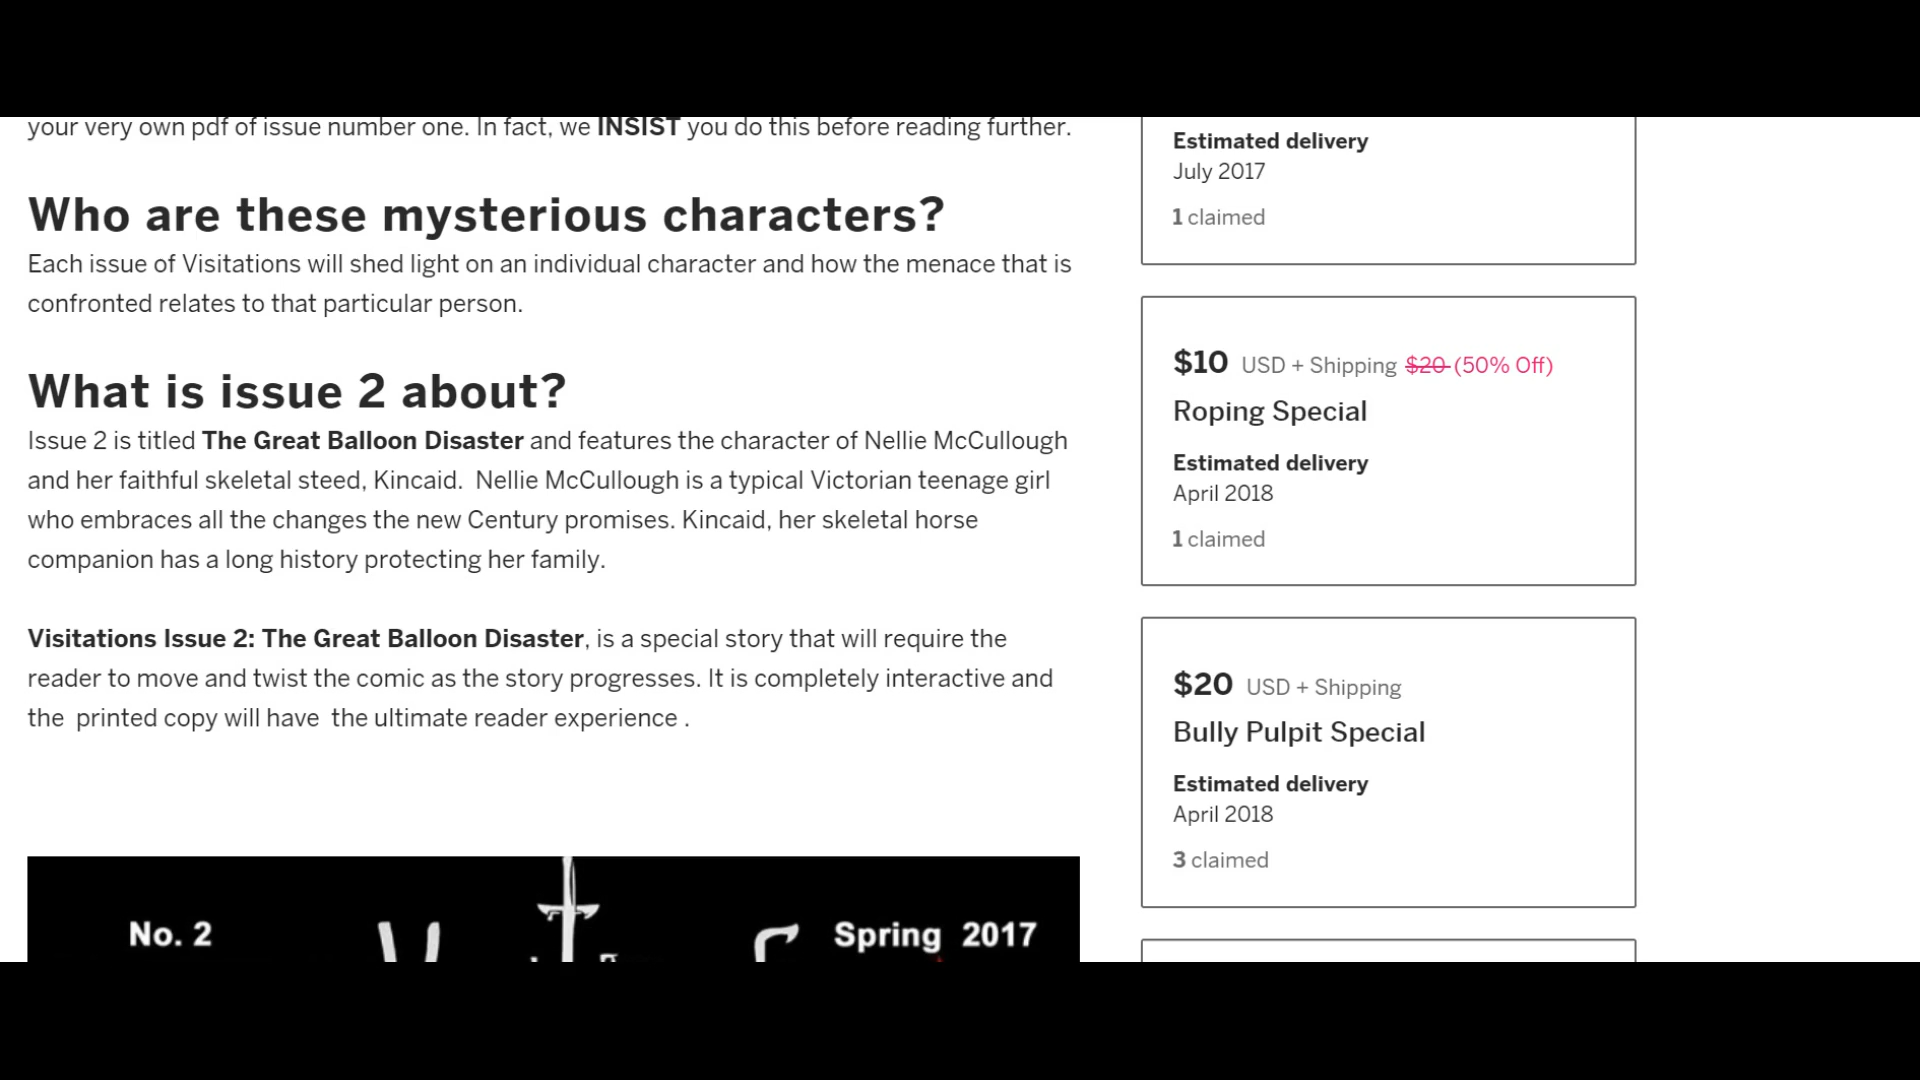 your very own pdf of issue number one. In fact, we INSIST you do this before reading further.
Who are these mysterious characters?
Each issue of Visitations will shed light on an individual character and how the menace that is
confronted relates to that particular person.
What is issue 2 about?
Issue 2 is titled The Great Balloon Disaster and features the character of Nellie McCullough
and her faithful skeletal steed, Kincaid.  Nellie McCullough is a typical Victorian teenage girl
who embraces all the changes the new Century promises. Kincaid, her skeletal horse
companion has a long history protecting her family.
Visitations Issue 2: The Great Balloon Disaster, is a special story that will require the
reader to move and twist the comic as the story progresses. It is completely interactive and
the  printed copy will have  the ultimate reader experience .
No. 2
Spring 2017
Estimated delivery
July 2017
1 claimed
$10 USD + Shipping $20 (50% Off)
Roping Special
Estimated delivery
April 2018
1 claimed
$20 USD + Shipping
Bully Pulpit Special
Estimated delivery
April 2018
3 claimed